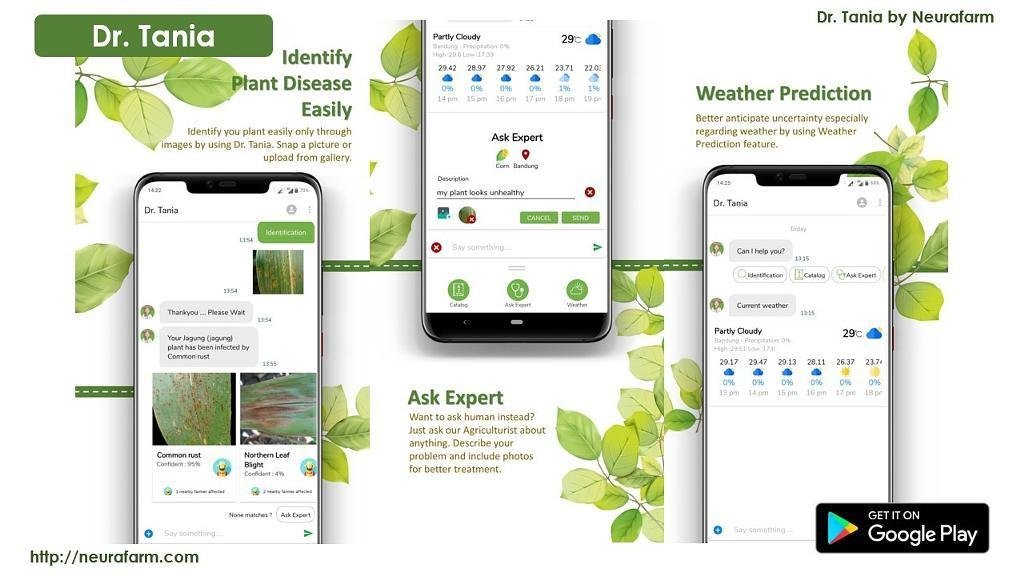 Dr. Tania
Dr. Tania by Neurafarm
Identify
Plant Disease
Easily
Identify you plant easily only through
images by using Dr. Tania. Snap a picture or
upload from gallery.
14:22
Dr. Tania
Identification
13:54
13:54
Thankyou .... Please Wait
13:54
Your Jagung (jagung)
plant has been infected by
Common rust
13:55
Common rust
Confident : 95%
1 nearby farmer affected
Northern Leaf
Blight
Confident : 4%
2 nearby farmer affected
None matches ?
Ask Expert
Say something....
http://neurafarm.com
Ask Expert
Partly Cloudy
29°C
Bandung - Precipitation: 0%
High: 29.6 Low :17.39
29.42 28.97 27.92 26.21 23.71 22.03
0% 0% 0% 0% 1% 1%
14 pm 15 pm 16 pm 17 pm 18 pm 19 pm
Ask Expert
Corn Bandung
Description
my plant looks unhealthy
CANCEL SEND
Say something....
Catalog Ask Expert Weather
Ask Expert
Want to ask human instead?
Just ask our Agriculturist about
anything. Describe your
problem and include photos
for better treatment.
Weather Prediction
Better anticipate uncertainty especially
regarding weather by using Weather
Prediction feature.
14:25
Dr. Tania
Today
Can I help you?
13:15
Identification Catalog Ask Expert
Current weather
13:15
Partly Cloudy
29°C
Bandung - Precipitation: 0%
High :29.51 Low :17.6
29.17 29.47 29.13 28.11 26.37 23.74
0% 0% 0% 0% 0% 0%
13 pm 14 pm 15 pm 16 pm 17 pm 18 pm
Say something ....
GET IT ON
Google Play